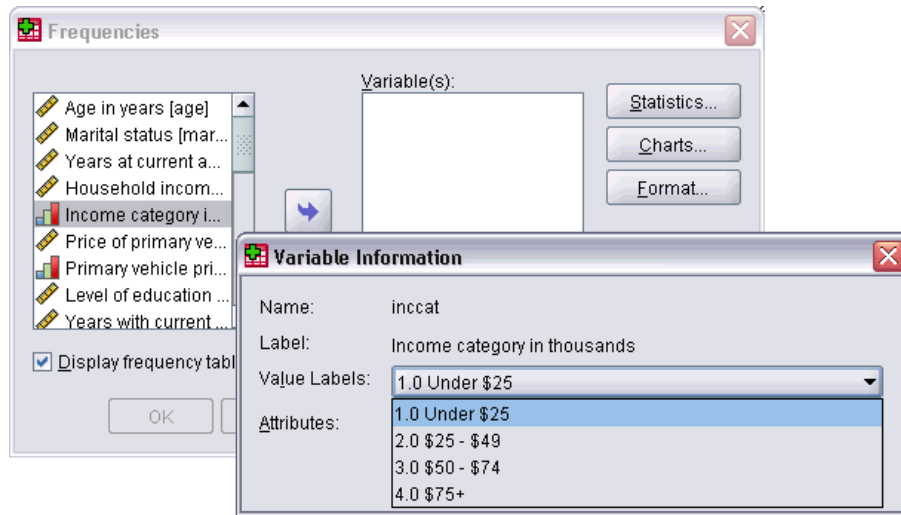 Frequencies
Variable(s):
Age in years [age]
Marital status [mar...
Years at current a...
Household incom...
Income category i...
Price of primary ve...
Primary vehicle pri...
Level of education ...
Years with current ...
Statistics...
Charts...
Format...
Display frequency tabl
OK
Variable Information
Name: inccat
Label: Income category in thousands
Value Labels: 1.0 Under $25
Attributes:
1.0 Under $25
2.0 $25 - $49
3.0 $50 - $74
4.0 $75+